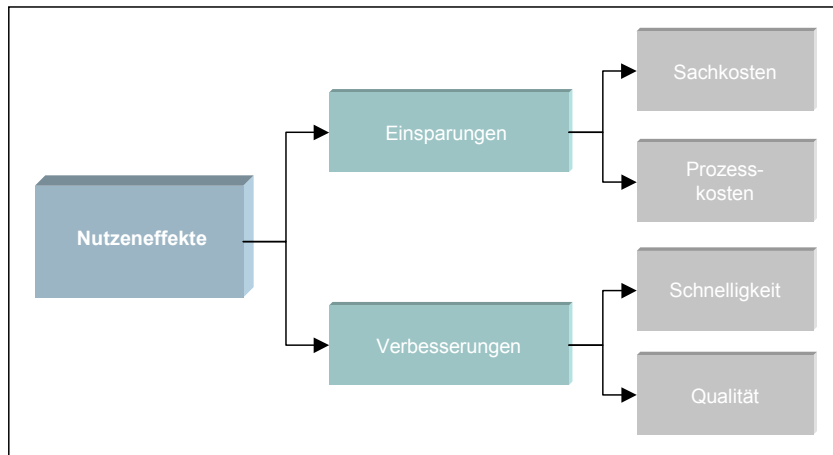 Nutzeneffekte
Einsparungen
Sachkosten
Prozess-
kosten
Verbesserungen
Schnelligkeit
Qualität